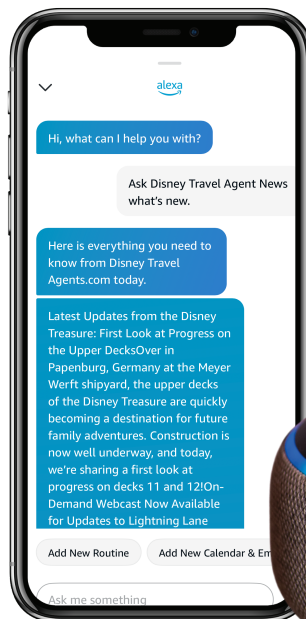 alexa
Hi, what can I help you with?
Ask Disney Travel Agent News
what's new.
Here is everything you need to
know from Disney Travel
Agents.com today.
Latest Updates from the Disney
Treasure: First Look at Progress on
the Upper DecksOver in
Papenburg, Germany at the Meyer
Werft shipyard, the upper decks
of the Disney Treasure are quickly
becoming a destination for future
family adventures. Construction is
now well underway, and today,
we're sharing a first look at
progress on decks 11 and 12!On-
Demand Webcast Now Available
for Updates to Lightning Lane
Add New Routine
Add New Calendar & Em
Ask me something